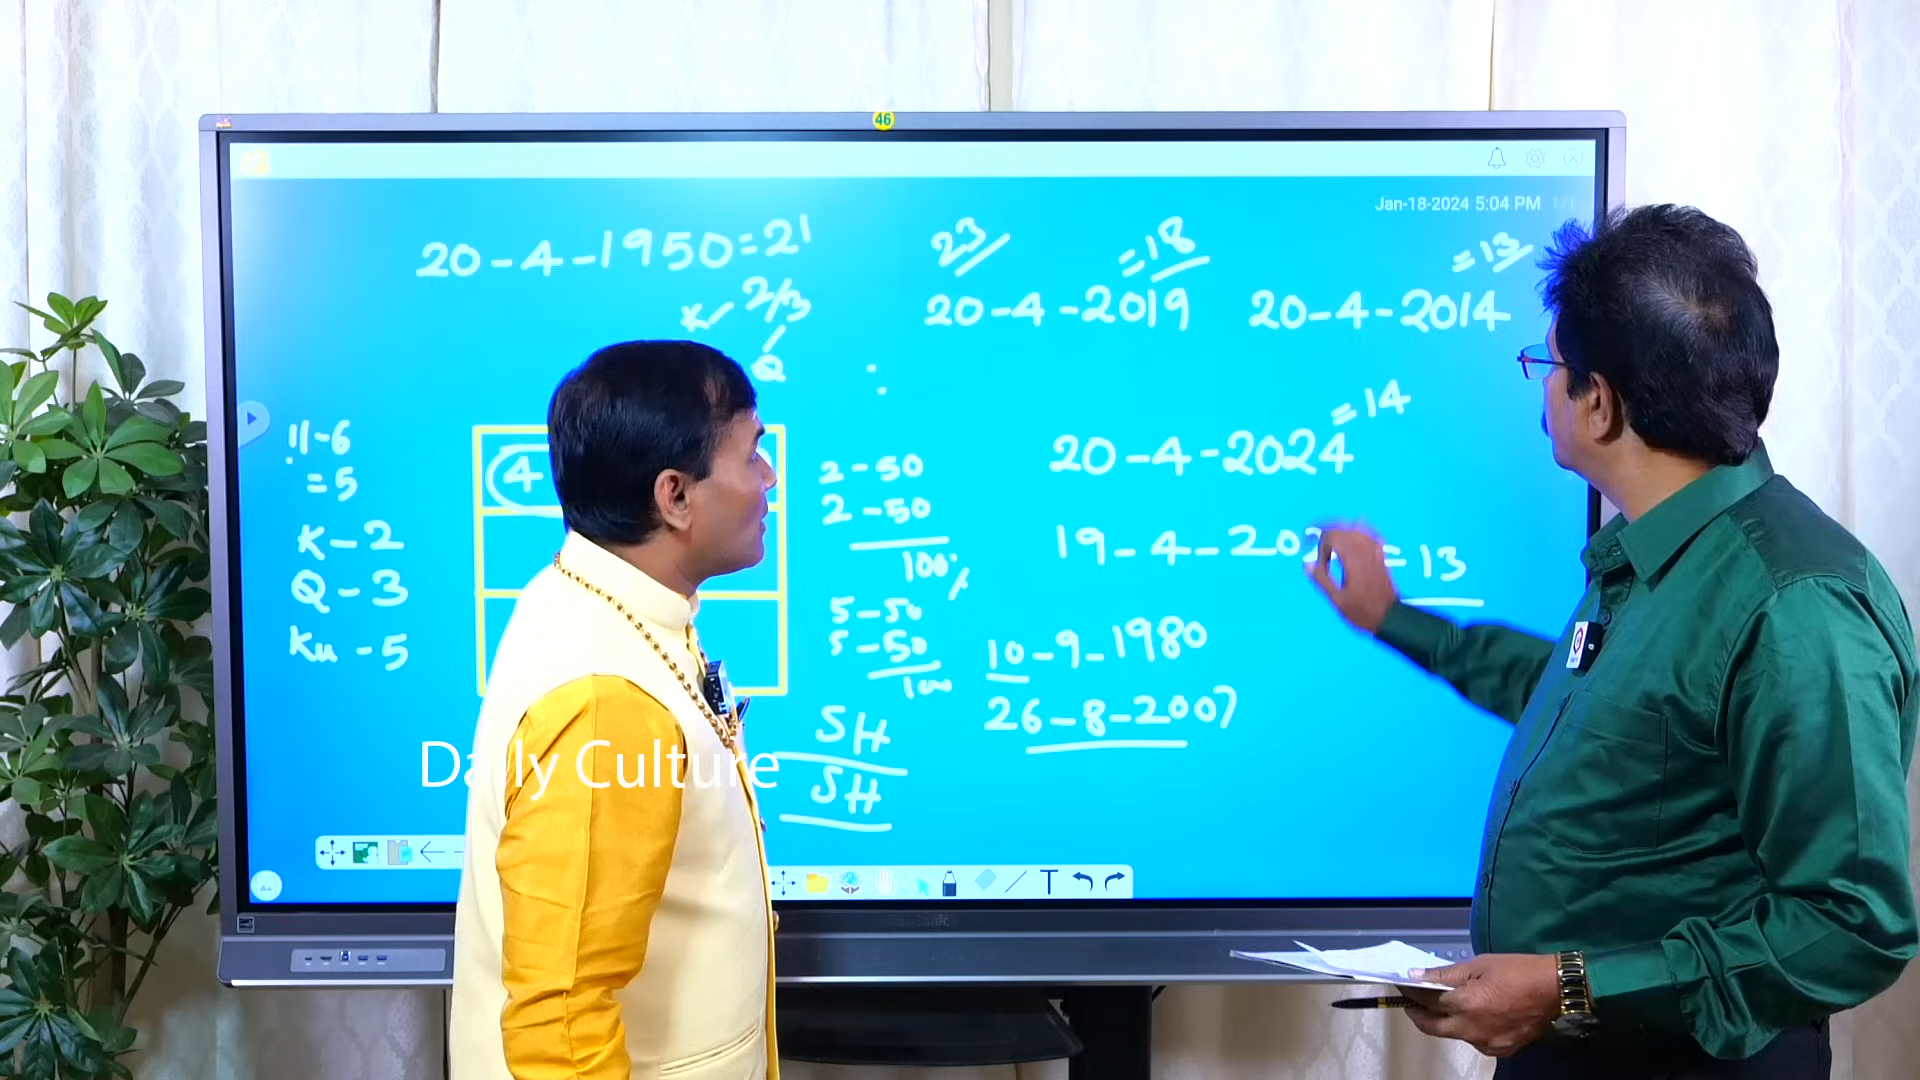 46
Jan-18-2024 5:04 PM
20-4-1950=21
K 2/3
Q
23
=18
20-4-2019
=13
20-4-2014
=14
20-4-2024
19-4-202
=13
10-9-1980
26-8-2007
11-6
=5
K-2
Q-3
Ku-5
4
2-50
2-50
100%
5-50
5-50
100
SH
SH
Daily Culture
T